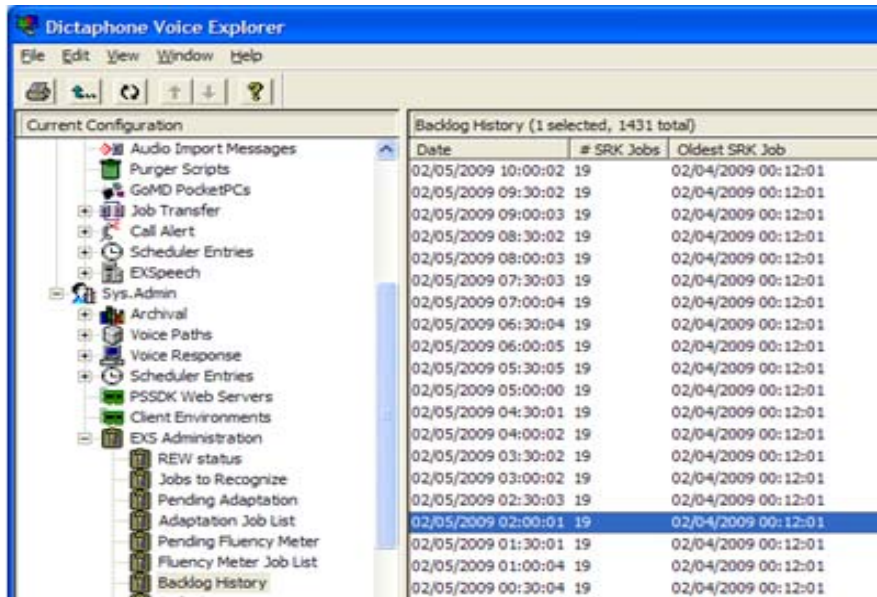 Dictaphone Voice Explorer
File Edit View Window Help
Current Configuration
Audio Import Messages
Purger Scripts
GoMD PocketPCs
Job Transfer
Call Alert
Scheduler Entries
EXSpeech
Sys.Admin
Archival
Voice Paths
Voice Response
Scheduler Entries
PSSDK Web Servers
Client Environments
EXS Administration
REW status
Jobs to Recognize
Pending Adaptation
Adaptation Job List
Pending Fluency Meter
Fluency Meter Job List
Backlog History
Backlog History (1 selected, 1431 total)
Date # SRK Jobs Oldest SRK Job
02/05/2009 10:00:02 19 02/04/2009 00:12:01
02/05/2009 09:30:02 19 02/04/2009 00:12:01
02/05/2009 09:00:03 19 02/04/2009 00:12:01
02/05/2009 08:30:02 19 02/04/2009 00:12:01
02/05/2009 08:00:03 19 02/04/2009 00:12:01
02/05/2009 07:30:03 19 02/04/2009 00:12:01
02/05/2009 07:00:04 19 02/04/2009 00:12:01
02/05/2009 06:30:04 19 02/04/2009 00:12:01
02/05/2009 06:00:05 19 02/04/2009 00:12:01
02/05/2009 05:30:05 19 02/04/2009 00:12:01
02/05/2009 05:00:00 19 02/04/2009 00:12:01
02/05/2009 04:30:01 19 02/04/2009 00:12:01
02/05/2009 04:00:02 19 02/04/2009 00:12:01
02/05/2009 03:30:02 19 02/04/2009 00:12:01
02/05/2009 03:00:02 19 02/04/2009 00:12:01
02/05/2009 02:30:03 19 02/04/2009 00:12:01
02/05/2009 02:00:01 19 02/04/2009 00:12:01
02/05/2009 01:30:01 19 02/04/2009 00:12:01
02/05/2009 01:00:04 19 02/04/2009 00:12:01
02/05/2009 00:30:04 19 02/04/2009 00:12:01